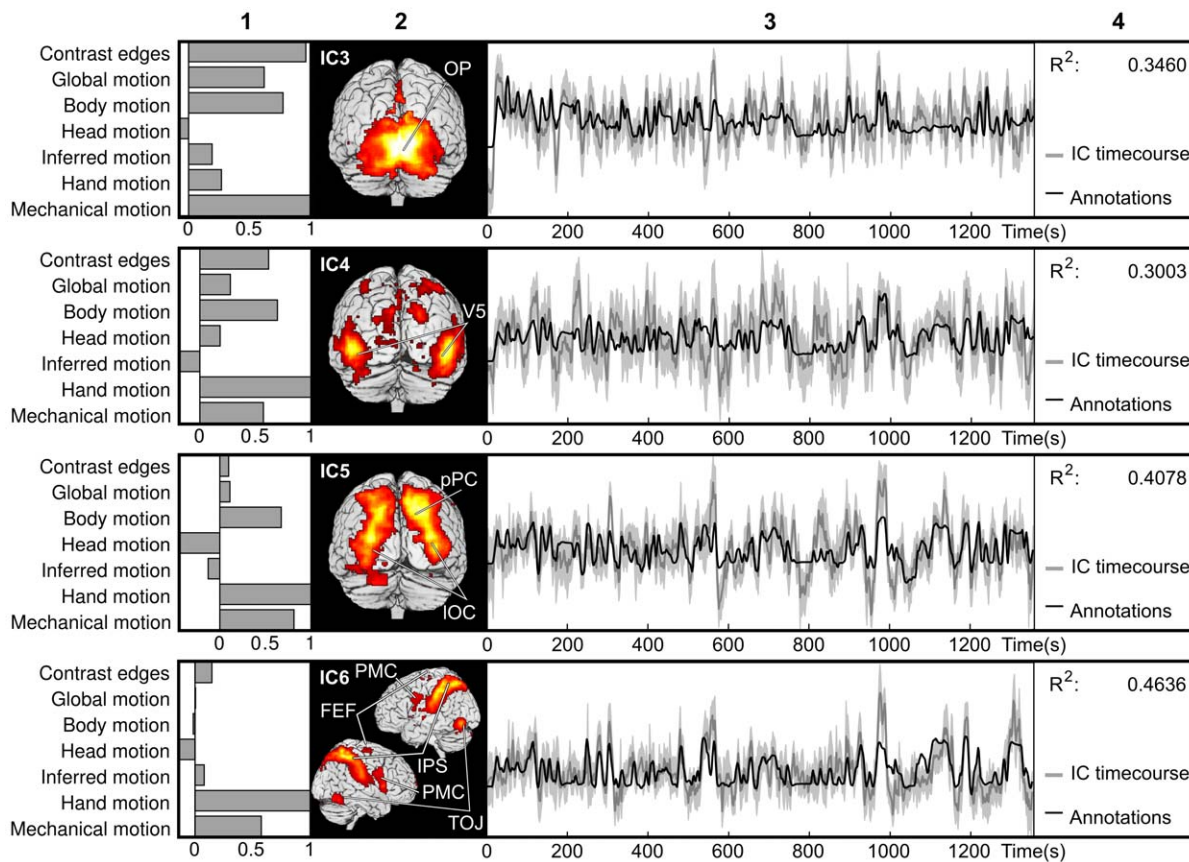 1 2 3 4
Contrast edges
Global motion
Body motion
Head motion
Inferred motion
Hand motion
Mechanical motion
0 0.5 1
IC3
OP
0 200 400 600 800 1000 1200 Time(s)
R²: 0.3460
IC timecourse
Annotations
Contrast edges
Global motion
Body motion
Head motion
Inferred motion
Hand motion
Mechanical motion
0 0.5 1
IC4
V5
0 200 400 600 800 1000 1200 Time(s)
R²: 0.3003
IC timecourse
Annotations
Contrast edges
Global motion
Body motion
Head motion
Inferred motion
Hand motion
Mechanical motion
0 0.5 1
IC5
pPC
lOC
0 200 400 600 800 1000 1200 Time(s)
R²: 0.4078
IC timecourse
Annotations
Contrast edges
Global motion
Body motion
Head motion
Inferred motion
Hand motion
Mechanical motion
0 0.5 1
IC6
PMC
FEF
IPS
PMC
TOJ
0 200 400 600 800 1000 1200 Time(s)
R²: 0.4636
IC timecourse
Annotations